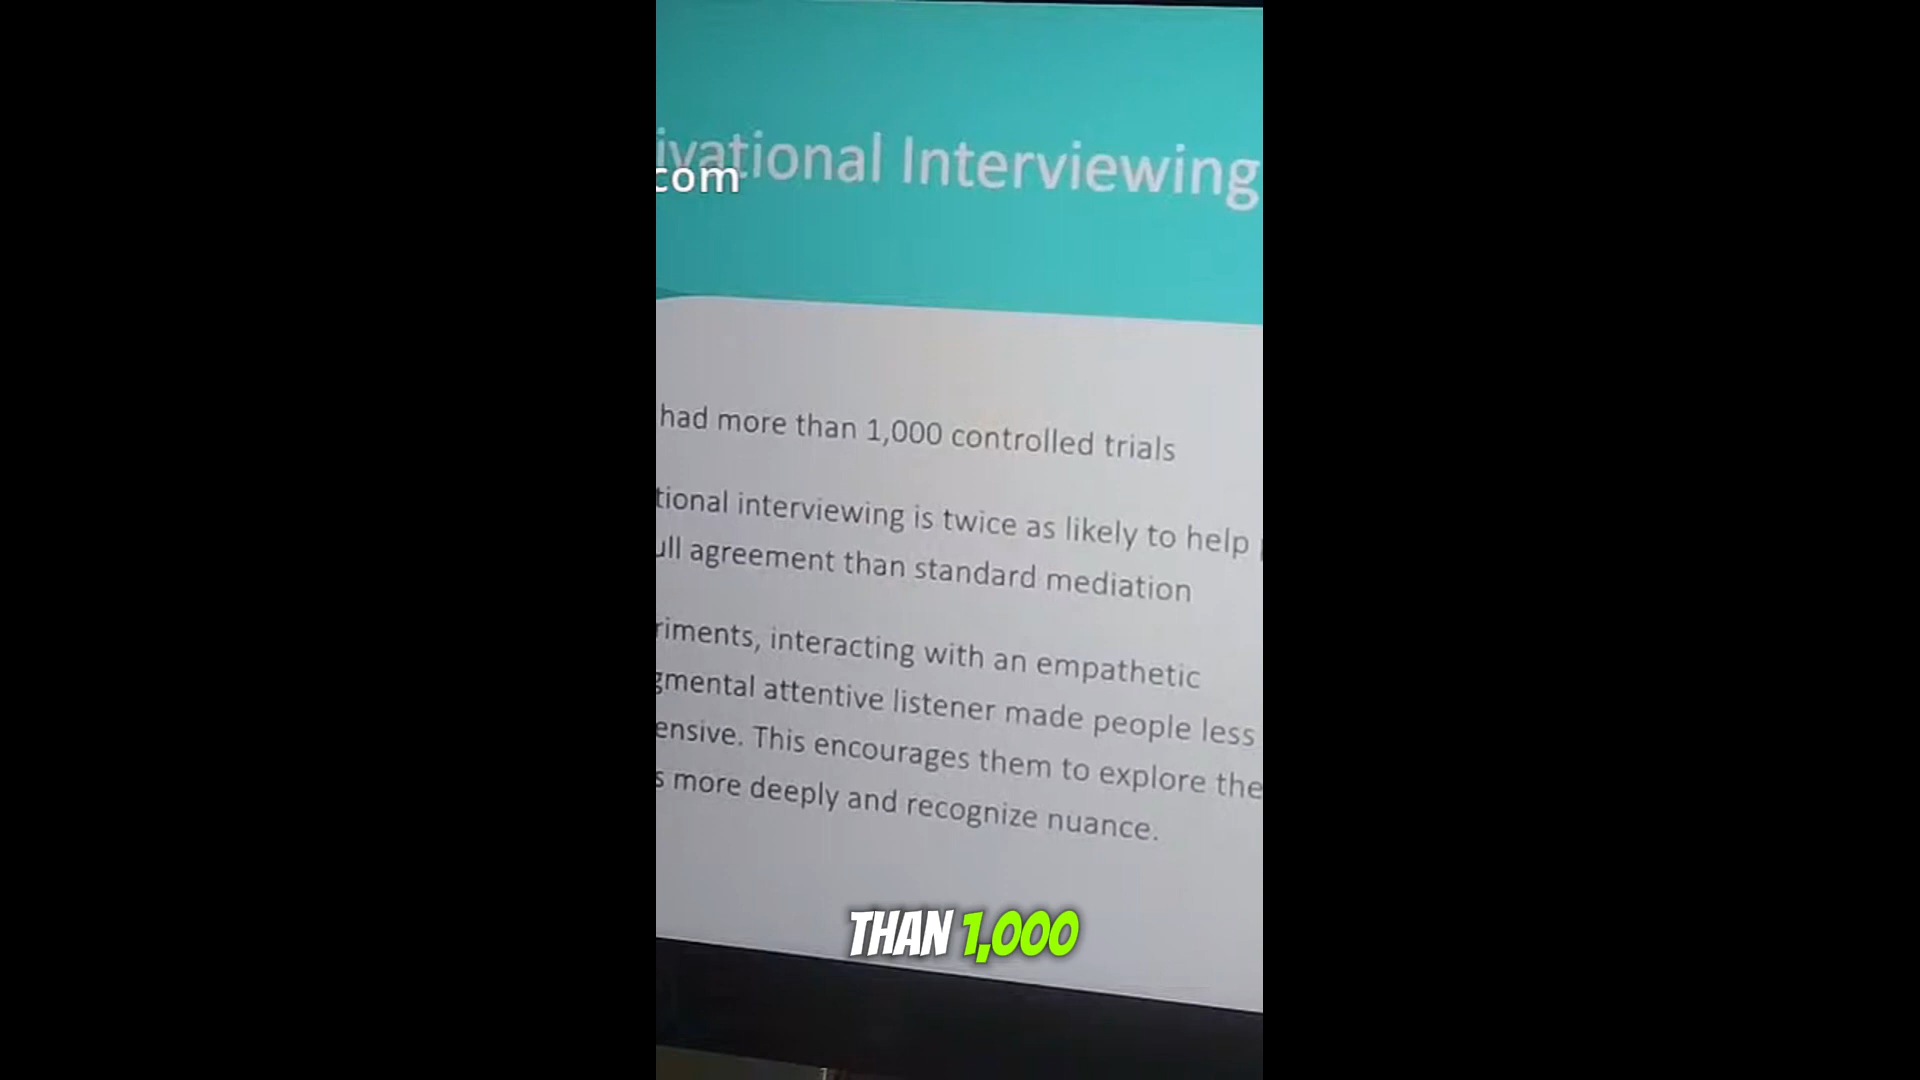 ivational Interviewing
com
had more than 1,000 controlled trials
tional interviewing is twice as likely to help
ull agreement than standard mediation
riments, interacting with an empathetic
gmental attentive listener made people less
ensive. This encourages them to explore the
s more deeply and recognize nuance.
THAN 1,000